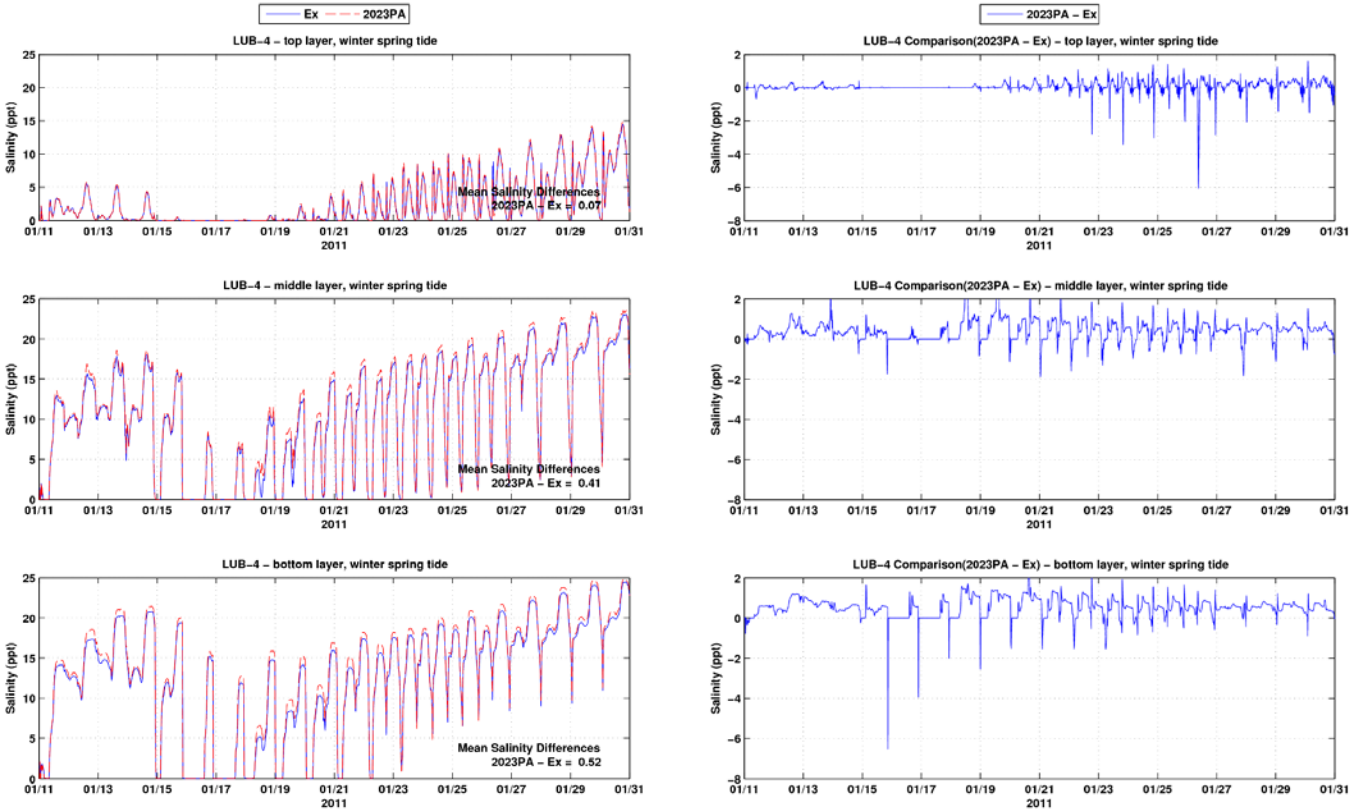 Ex 2023PA
2023PA − Ex
LUB−4 − top layer, winter spring tide
25
20
15
10
5
0
Salinity (ppt)
Mean Salinity Differences
2023PA − Ex = 0.07
01/11 01/13 01/15 01/17 01/19 01/21 01/23 01/25 01/27 01/29 01/31
2011
LUB−4 Comparison(2023PA − Ex) − top layer, winter spring tide
2
0
−2
−4
−6
−8
Salinity (ppt)
01/11 01/13 01/15 01/17 01/19 01/21 01/23 01/25 01/27 01/29 01/31
2011
LUB−4 − middle layer, winter spring tide
25
20
15
10
5
0
Salinity (ppt)
Mean Salinity Differences
2023PA − Ex = 0.41
01/11 01/13 01/15 01/17 01/19 01/21 01/23 01/25 01/27 01/29 01/31
2011
LUB−4 Comparison(2023PA − Ex) − middle layer, winter spring tide
2
0
−2
−4
−6
−8
Salinity (ppt)
01/11 01/13 01/15 01/17 01/19 01/21 01/23 01/25 01/27 01/29 01/31
2011
LUB−4 − bottom layer, winter spring tide
25
20
15
10
5
0
Salinity (ppt)
Mean Salinity Differences
2023PA − Ex = 0.52
01/11 01/13 01/15 01/17 01/19 01/21 01/23 01/25 01/27 01/29 01/31
2011
LUB−4 Comparison(2023PA − Ex) − bottom layer, winter spring tide
2
0
−2
−4
−6
−8
Salinity (ppt)
01/11 01/13 01/15 01/17 01/19 01/21 01/23 01/25 01/27 01/29 01/31
2011